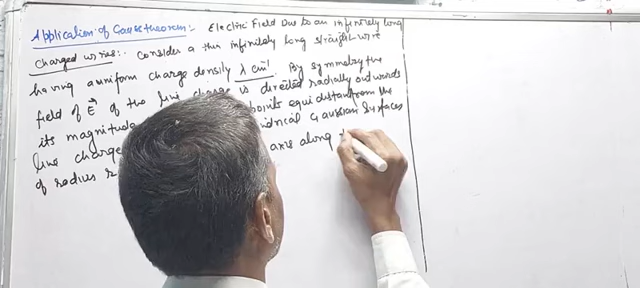 Application of Gauss theorem:. Electric Field Due to an infinitely long
charged wires:. Consider a thin infinitely long straight wire
having a uniform charge density λ cm⁻¹. By symmetry the
field of E⃗ of the line charge is directed radially outwards
its magnitude points equidistant from the
line charge Gaussian Surfaces
of radius r axis along